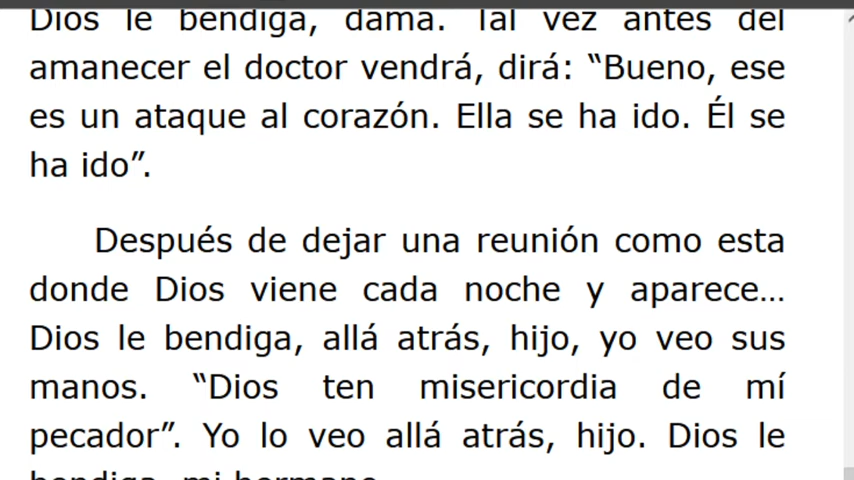 Dios le bendiga, dama. Tal vez antes del
amanecer el doctor vendrá, dirá: “Bueno, ese
es un ataque al corazón. Ella se ha ido. Él se
ha ido”.
Después de dejar una reunión como esta
donde Dios viene cada noche y aparece...
Dios le bendiga, allá atrás, hijo, yo veo sus
manos. “Dios ten misericordia de mí
pecador”. Yo lo veo allá atrás, hijo. Dios le
bendiga, mi hermano.